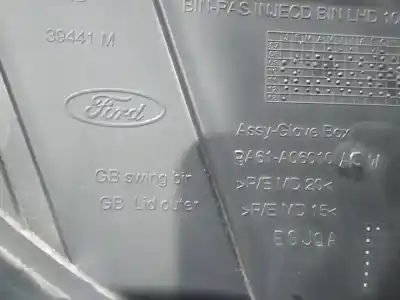 BIN-PAS/INJECD BIN LHD 10
39441 M
Ford
Assy-Glove Box
BA61-A06010 AC W
GB swing bin
>P/E MD 20<
GB Lid outer
>P/E MD 15<
EGJQA